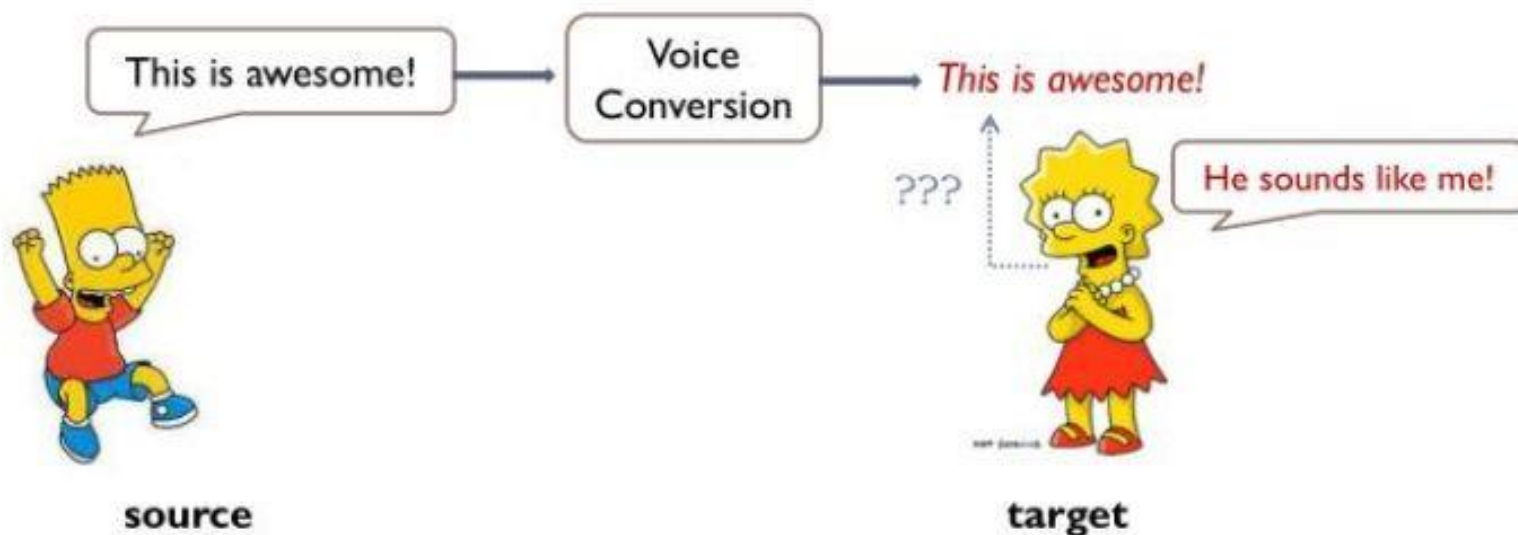 This is awesome!
Voice
Conversion
This is awesome!
???
He sounds like me!
source
target